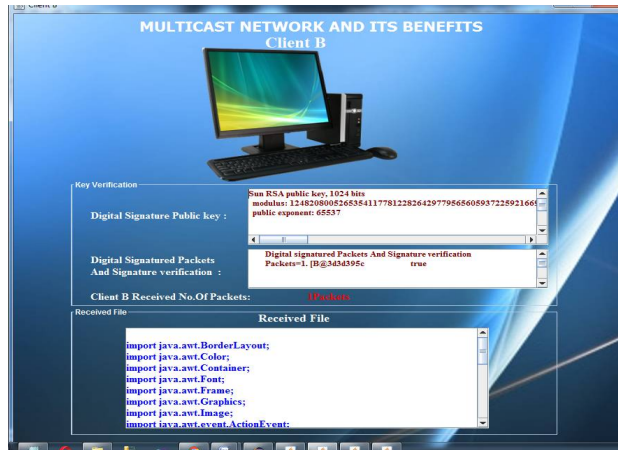 Client B
MULTICAST NETWORK AND ITS BENEFITS
Client B
Key Verification
Digital Signature Public key :
Sun RSA public key, 1024 bits
modulus: 
public exponent: 65537
Digital Signatured Packets
And Signature verification :
Digital signatured Packets And Signature verification
Packets=1. [B@3d3d395c true
Client B Received No.Of Packets:
1Packets
Received File
Received File
import java.awt.BorderLayout;
import java.awt.Color;
import java.awt.Container;
import java.awt.Font;
import java.awt.Frame;
import java.awt.Graphics;
import java.awt.Image;
import java.awt.event.ActionEvent;